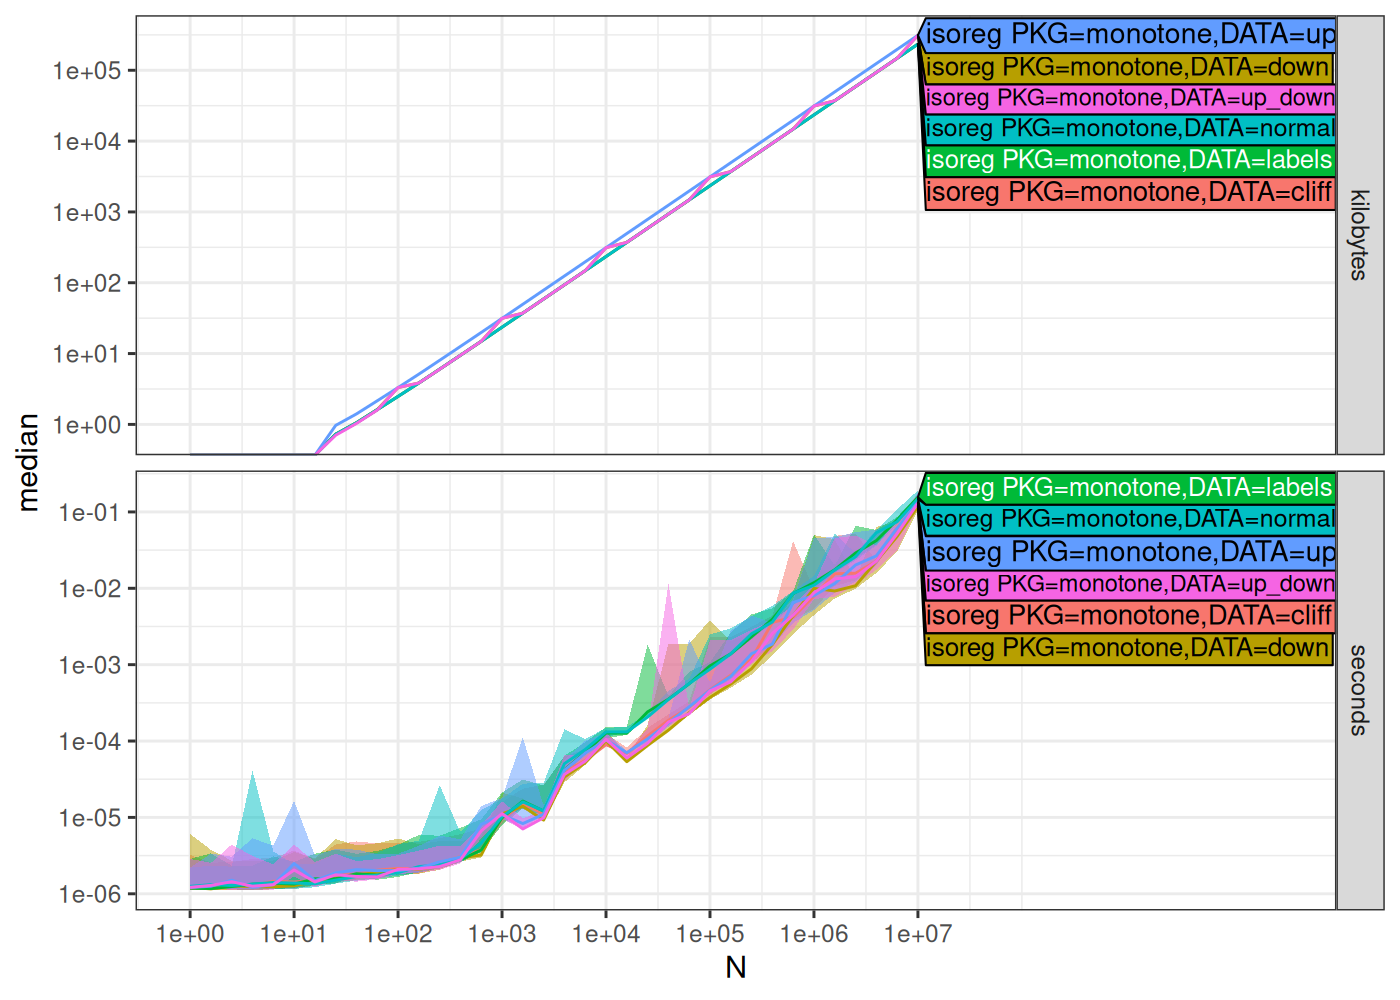 median
1e+05
1e+04
1e+03
1e+02
1e+01
1e+00
isoreg PKG=monotone,DATA=up
isoreg PKG=monotone,DATA=down
isoreg PKG=monotone,DATA=up_down
isoreg PKG=monotone,DATA=normal
isoreg PKG=monotone,DATA=labels
isoreg PKG=monotone,DATA=cliff
kilobytes
1e-01
1e-02
1e-03
1e-04
1e-05
1e-06
isoreg PKG=monotone,DATA=labels
isoreg PKG=monotone,DATA=normal
isoreg PKG=monotone,DATA=up
isoreg PKG=monotone,DATA=up_down
isoreg PKG=monotone,DATA=cliff
isoreg PKG=monotone,DATA=down
seconds
1e+00 1e+01 1e+02 1e+03 1e+04 1e+05 1e+06 1e+07
N